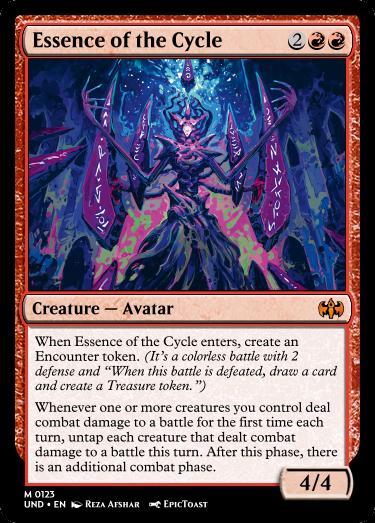 Essence of the Cycle 2
Creature — Avatar
When Essence of the Cycle enters, create an
Encounter token. (It's a colorless battle with 2
defense and “When this battle is defeated, draw a card
and create a Treasure token.”)
Whenever one or more creatures you control deal
combat damage to a battle for the first time each
turn, untap each creature that dealt combat
damage to a battle this turn. After this phase, there
is an additional combat phase.
4/4
M 0123
UND • EN Reza Afshar EpicToast